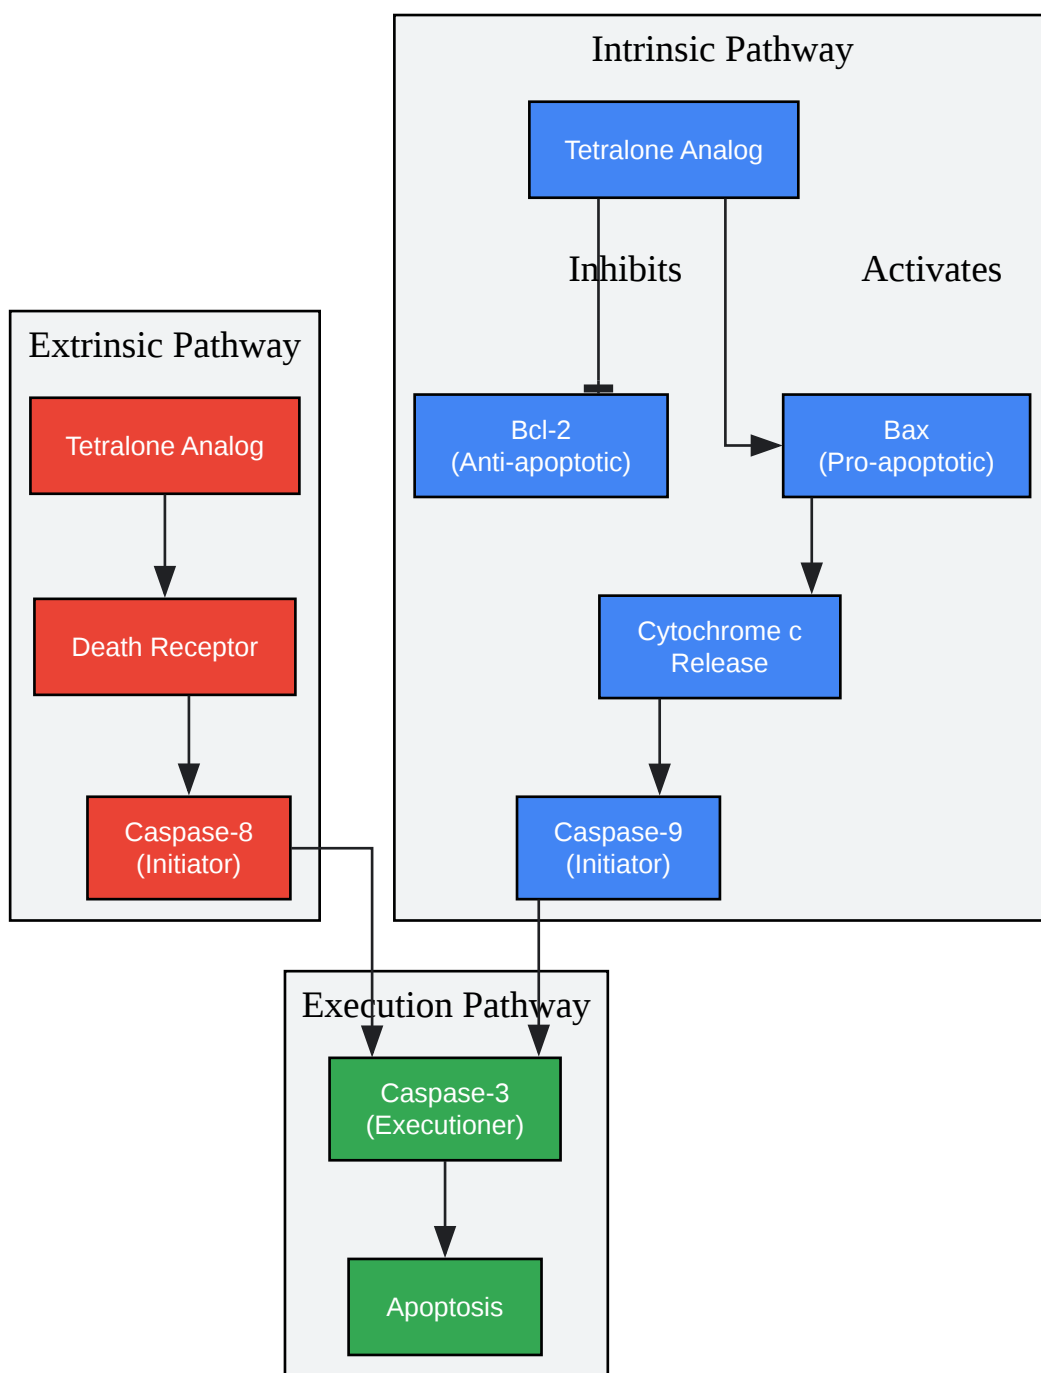 Intrinsic Pathway
Tetralone Analog
Inhibits
Activates
Bcl-2
(Anti-apoptotic)
Bax
(Pro-apoptotic)
Cytochrome c
Release
Caspase-9
(Initiator)
Extrinsic Pathway
Tetralone Analog
Death Receptor
Caspase-8
(Initiator)
Execution Pathway
Caspase-3
(Executioner)
Apoptosis